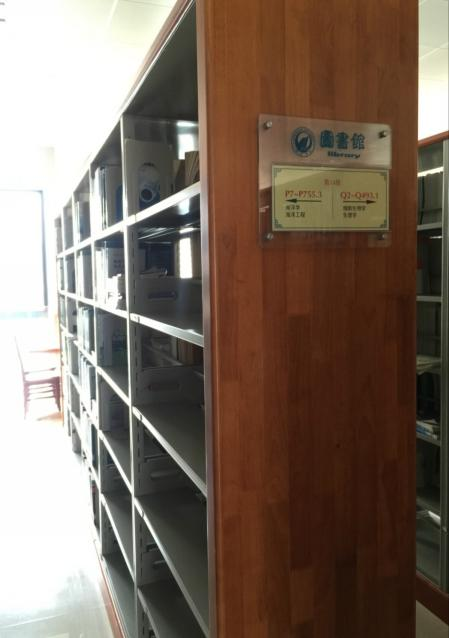 圖書館
library
P7~P755.3
海洋学
海洋工程
Q2~Q493.1
细胞生物学
生理学